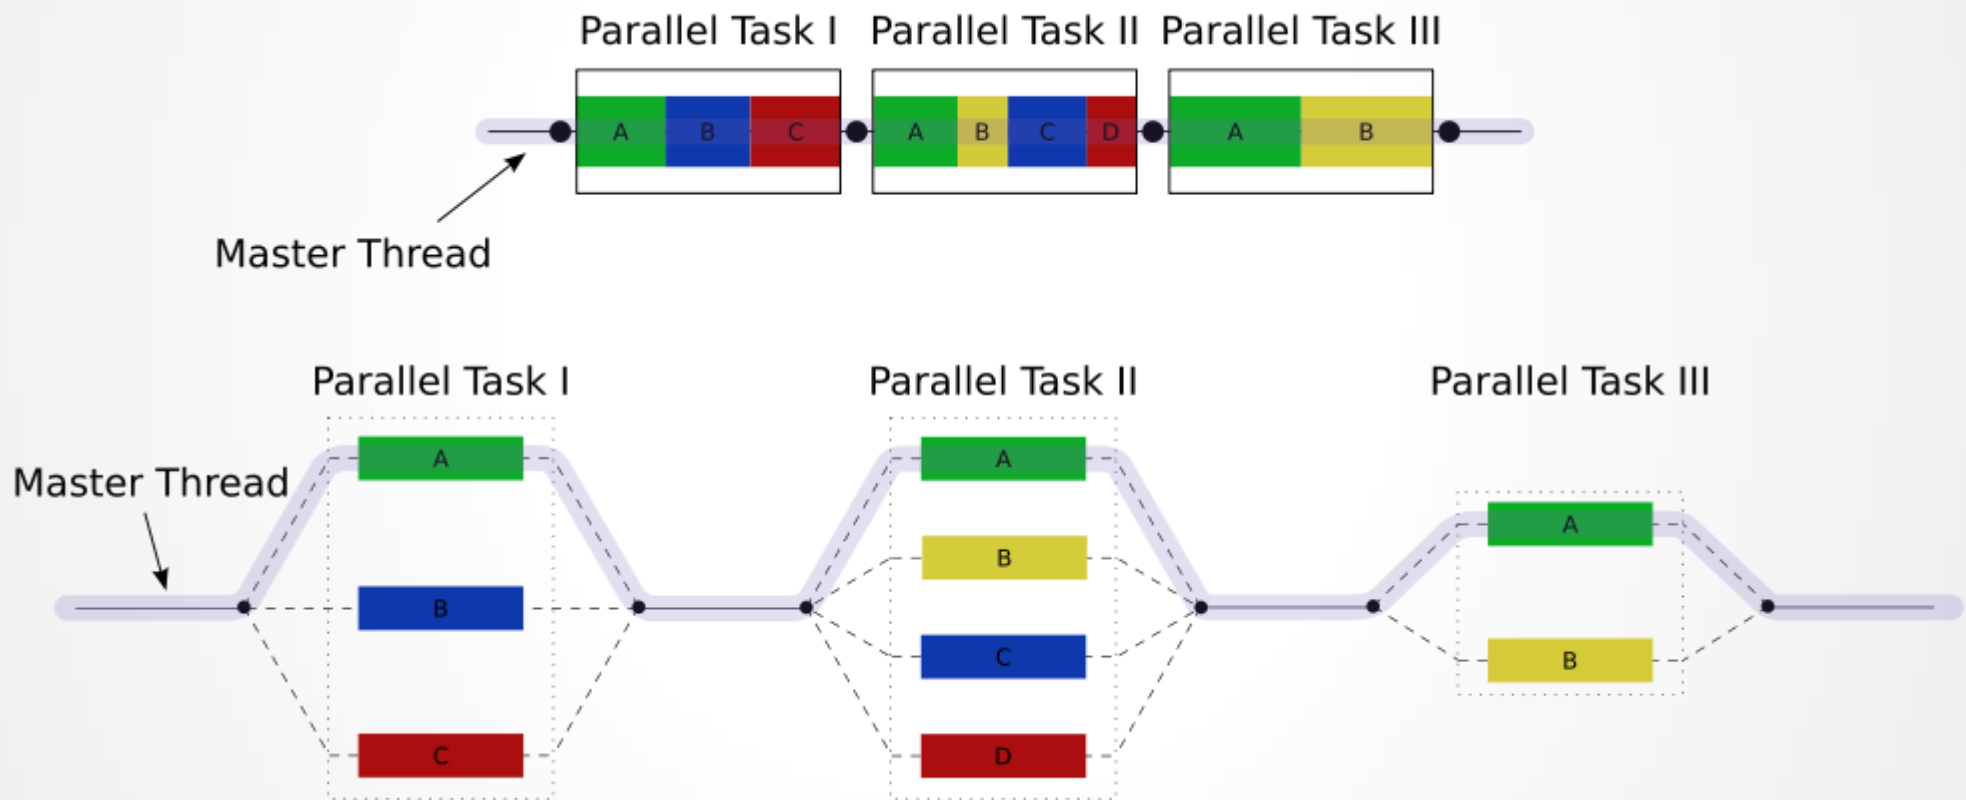 Parallel Task I
Parallel Task II
Parallel Task III
A B C
A B C D
A B
Master Thread
Parallel Task I
Parallel Task II
Parallel Task III
Master Thread
A
B
C
A
B
C
D
A
B